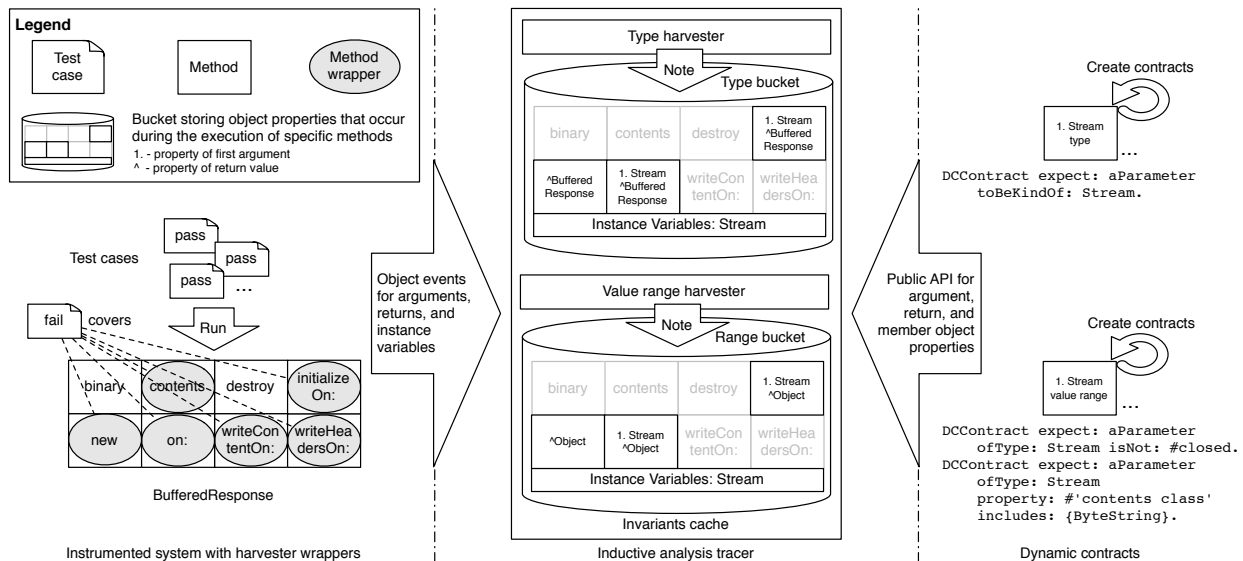 Legend
Test
case
Method
Method
wrapper
Bucket storing object properties that occur
during the execution of specific methods
1. - property of first argument
^ - property of return value
Test cases
pass
pass
pass
...
fail
covers
Run
binary
contents
destroy
initialize
On:
new
on:
writeCon
tentOn:
writeHea
dersOn:
BufferedResponse
Instrumented system with harvester wrappers
Object events
for arguments,
returns, and
instance
variables
Type harvester
Note
Type bucket
binary
contents
destroy
1. Stream
^Buffered
Response
^Buffered
Response
1. Stream
^Buffered
Response
writeCo
ntentOn:
writeHea
dersOn:
Instance Variables: Stream
Value range harvester
Note
Range bucket
binary
contents
destroy
1. Stream
^Object
^Object
1. Stream
^Object
writeCon
tentOn:
writeHea
dersOn:
Instance Variables: Stream
Invariants cache
Inductive analysis tracer
Public API for
argument,
return, and
member object
properties
Create contracts
1. Stream
type
...
DCContract expect: aParameter
toBeKindOf: Stream.
Create contracts
1. Stream
value range
...
DCContract expect: aParameter
ofType: Stream isNot: #closed.
DCContract expect: aParameter
ofType: Stream
property: #'contents class'
includes: {ByteString}.
Dynamic contracts